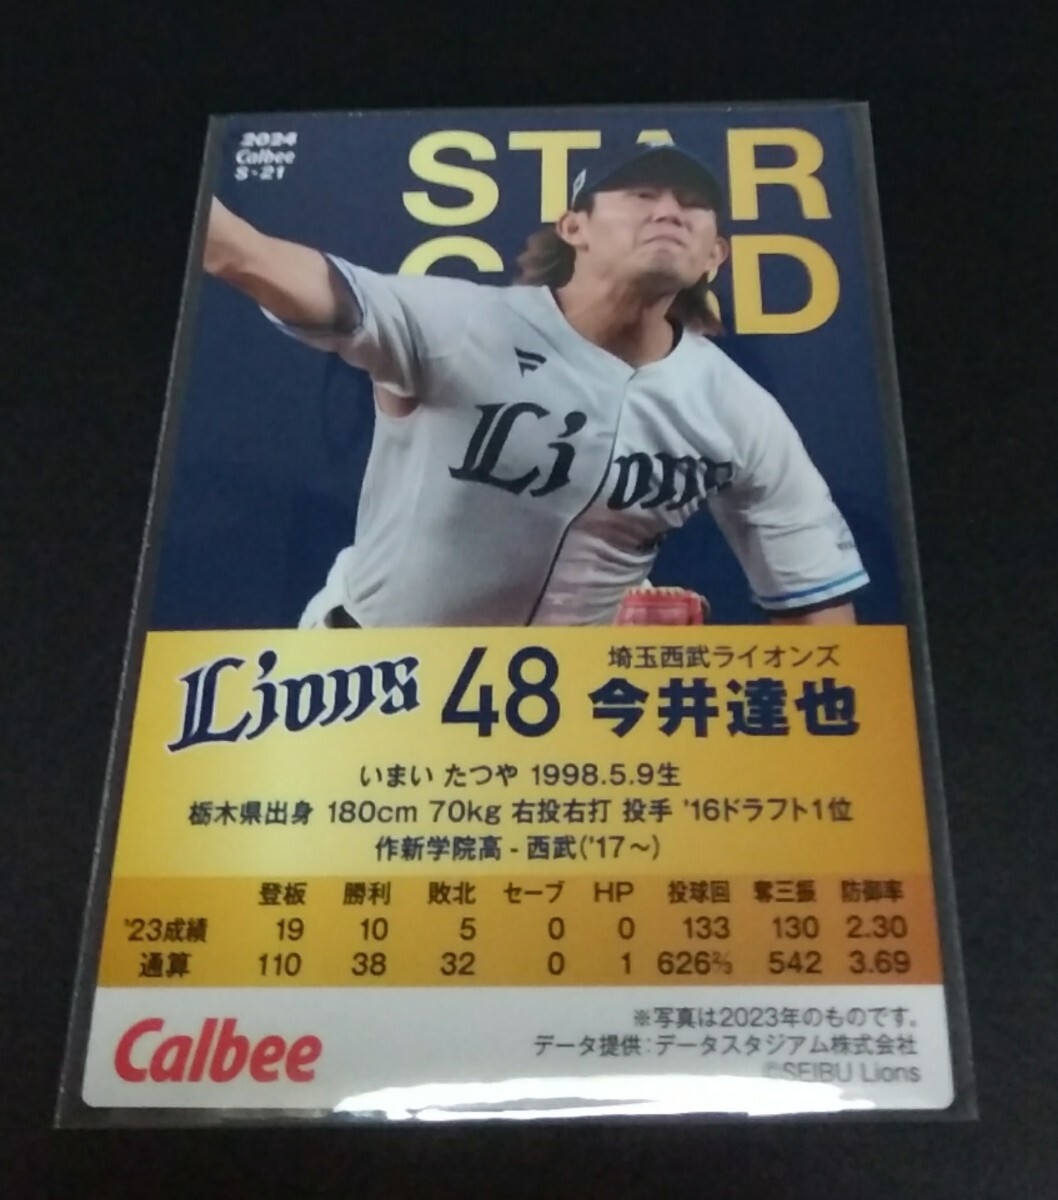 2024
Calbee
S・21
STAR
CARD
Lions
Lions 48 埼玉西武ライオンズ
今井達也
いまい たつや 1998.5.9生
栃木県出身 180cm 70kg 右投右打 投手 '16ドラフト1位
作新学院高 - 西武('17〜)
登板 勝利 敗北 セーブ HP 投球回 奪三振 防御率
'23成績 19 10 5 0 0 133 130 2.30
通算 110 38 32 0 1 626⅔ 542 3.69
Calbee
※写真は2023年のものです。
データ提供：データスタジアム株式会社
©SEIBU Lions